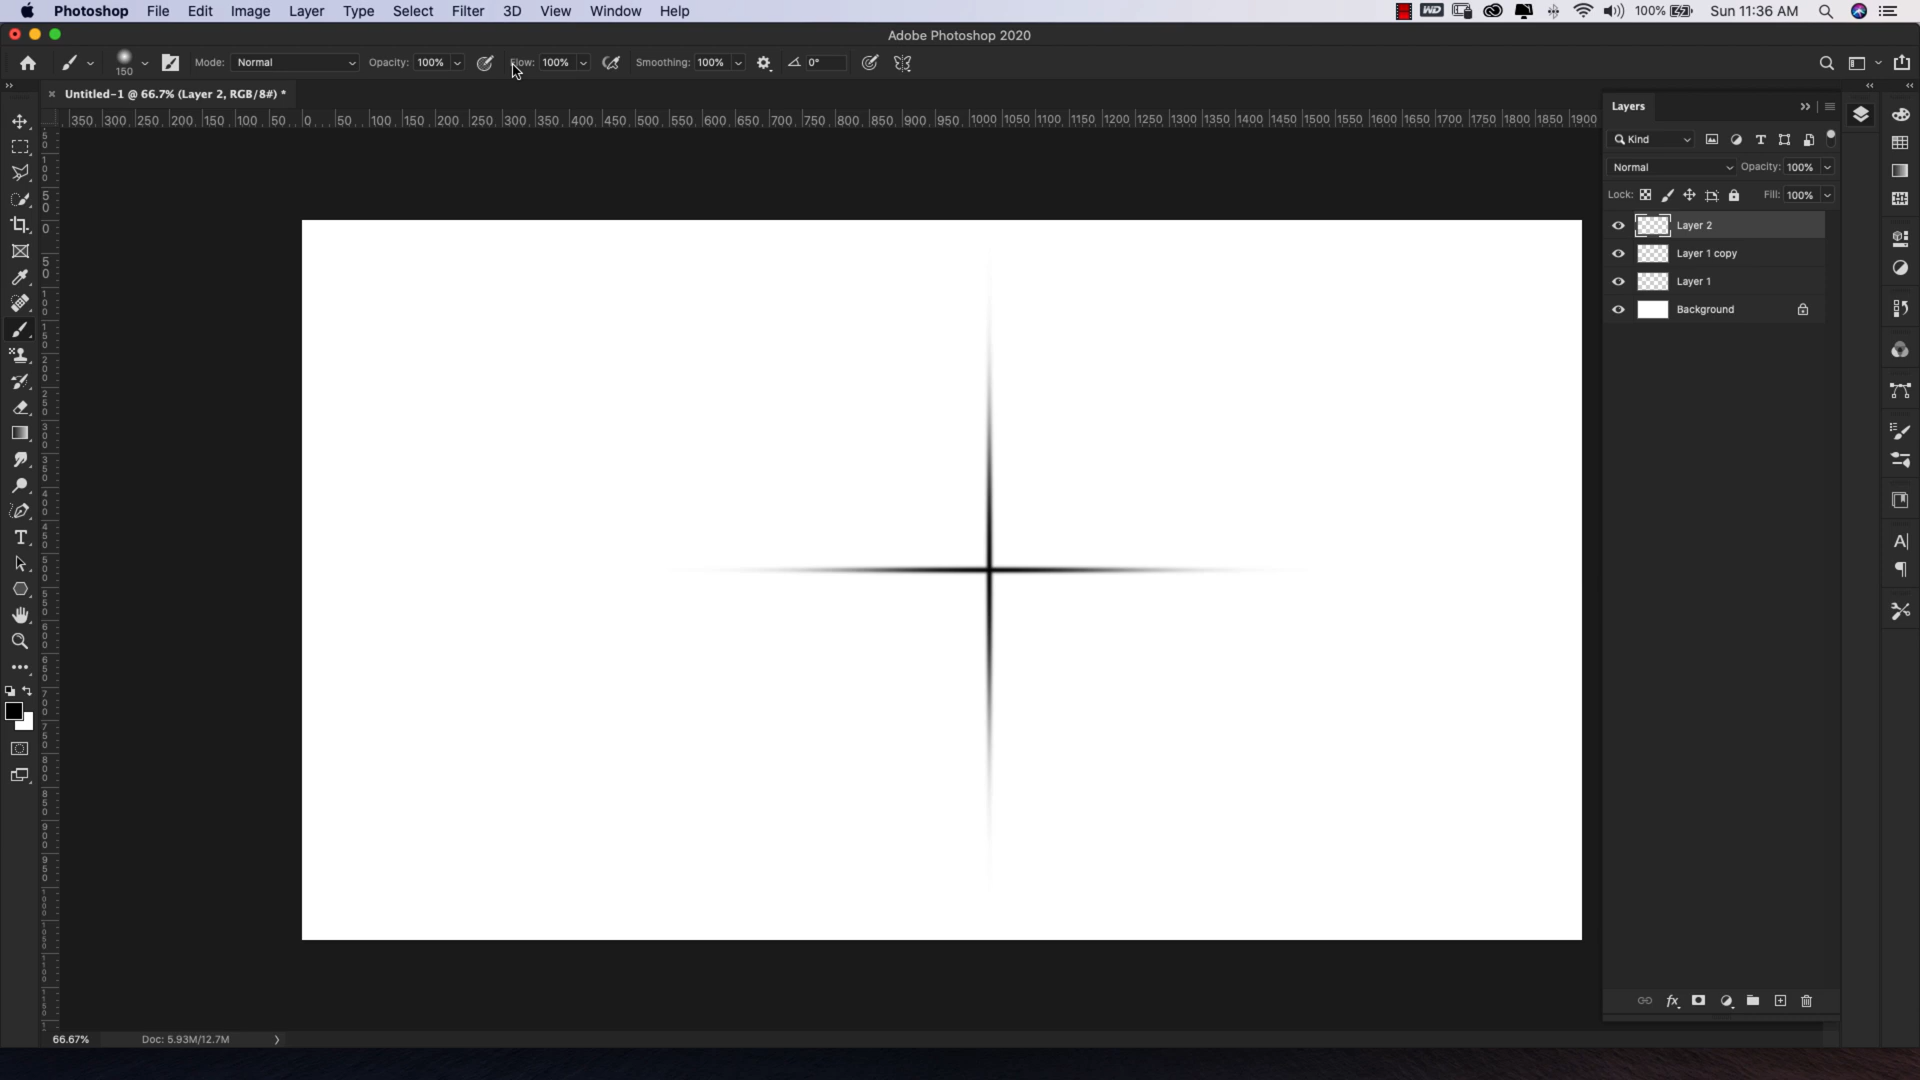 Photoshop File Edit Image Layer Type Select Filter 3D View Window Help WD 100% Sun 11:36 AM
Adobe Photoshop 2020
150 Mode: Normal Opacity: 100% Flow: 100% Smoothing: 100% 0°
Untitled-1 @ 66.7% (Layer 2, RGB/8#) *
350 300 250 200 150 100 50 0 50 100 150 200 250 300 350 400 450 500 550 600 650 700 750 800 850 900 950 1000 1050 1100 1150 1200 1250 1300 1350 1400 1450 1500 1550 1600 1650 1700 1750 1800 1850 1900
Layers
Kind
Normal Opacity: 100%
Lock: Fill: 100%
Layer 2
Layer 1 copy
Layer 1
Background
66.67% Doc: 5.93M/12.7M